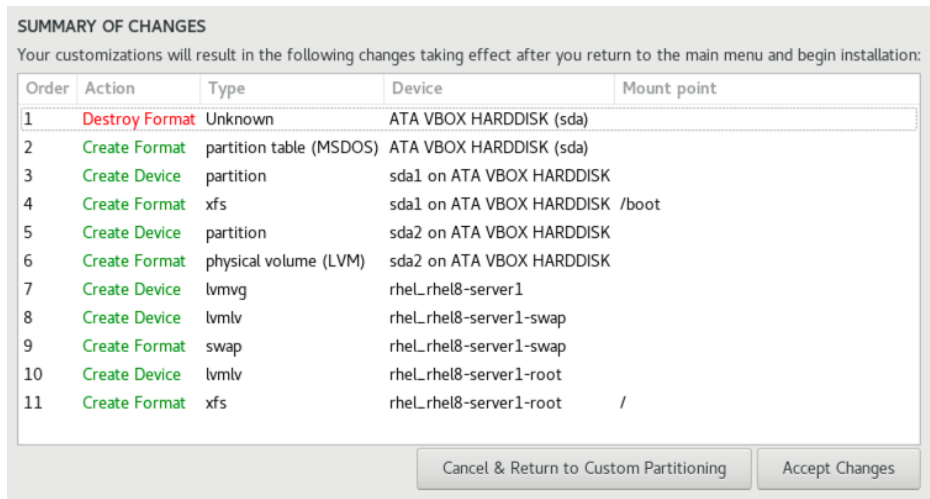 SUMMARY OF CHANGES
Your customizations will result in the following changes taking effect after you return to the main menu and begin installation:
Order Action Type Device Mount point
1 Destroy Format Unknown ATA VBOX HARDDISK (sda)
2 Create Format partition table (MSDOS) ATA VBOX HARDDISK (sda)
3 Create Device partition sda1 on ATA VBOX HARDDISK
4 Create Format xfs sda1 on ATA VBOX HARDDISK /boot
5 Create Device partition sda2 on ATA VBOX HARDDISK
6 Create Format physical volume (LVM) sda2 on ATA VBOX HARDDISK
7 Create Device lvmvg rhel_rhel8-server1
8 Create Device lvmlv rhel_rhel8-server1-swap
9 Create Format swap rhel_rhel8-server1-swap
10 Create Device lvmlv rhel_rhel8-server1-root
11 Create Format xfs rhel_rhel8-server1-root /
Cancel & Return to Custom Partitioning Accept Changes